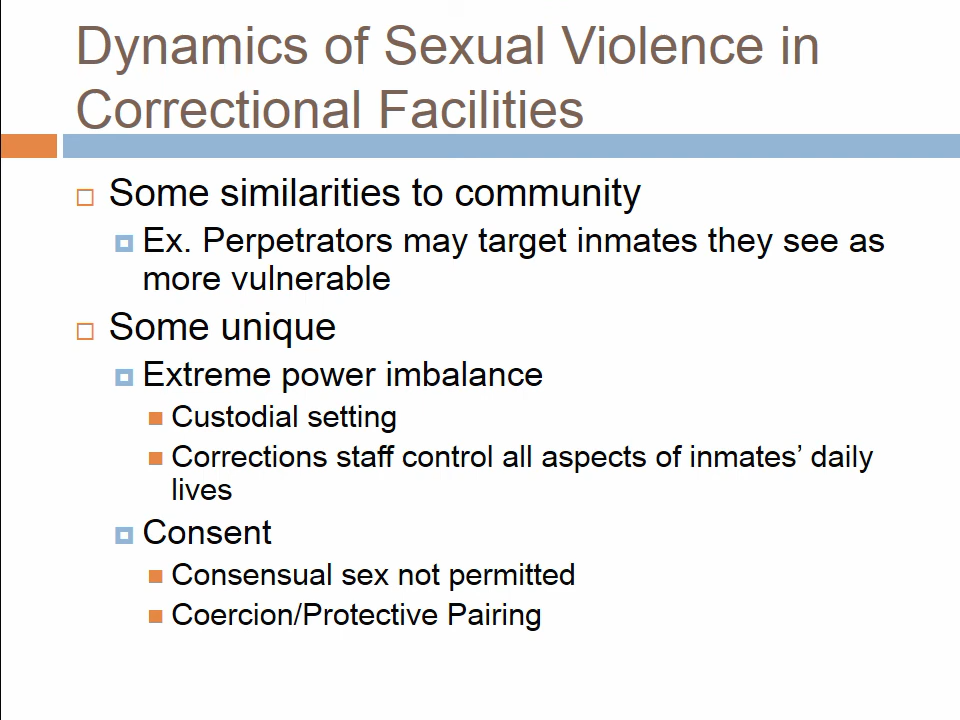 Dynamics of Sexual Violence in
Correctional Facilities
Some similarities to community
Ex. Perpetrators may target inmates they see as
more vulnerable
Some unique
Extreme power imbalance
Custodial setting
Corrections staff control all aspects of inmates’ daily
lives
Consent
Consensual sex not permitted
Coercion/Protective Pairing